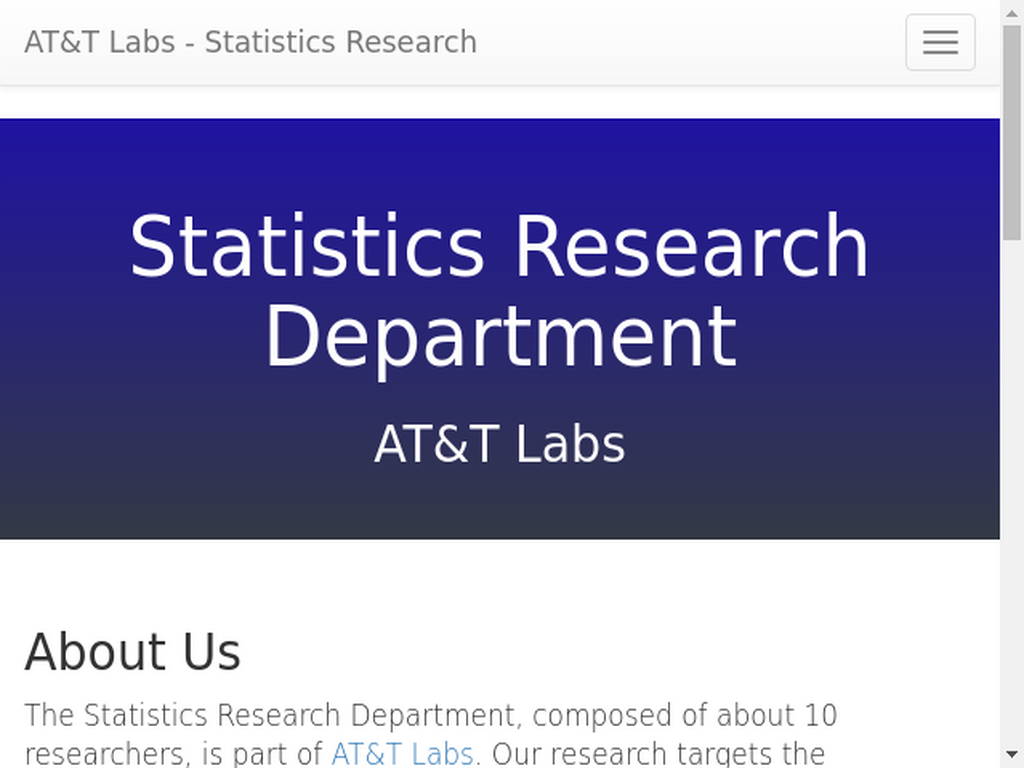 AT&T Labs - Statistics Research
Statistics Research
Department
AT&T Labs
About Us
The Statistics Research Department, composed of about 10
researchers, is part of AT&T Labs. Our research targets the